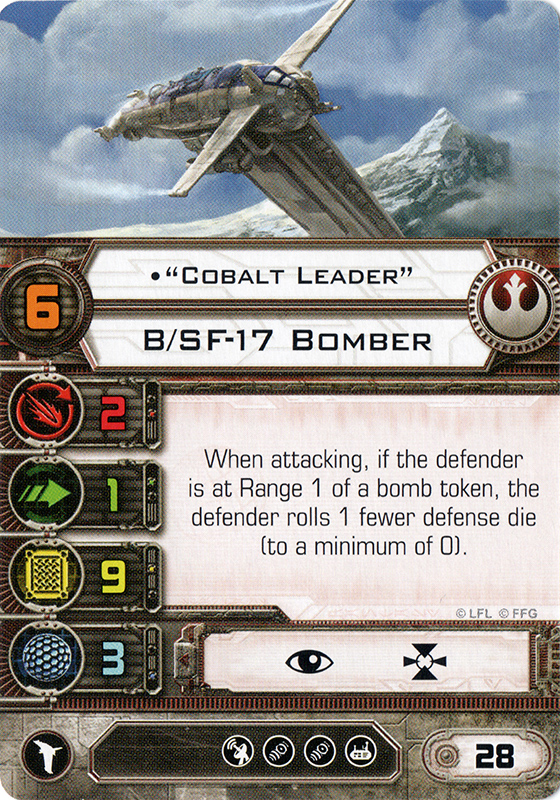 •“Cobalt Leader”
6
B/SF-17 Bomber
2
When attacking, if the defender
is at Range 1 of a bomb token, the
defender rolls 1 fewer defense die
(to a minimum of 0).
1
9
© LFL © FFG
3
28